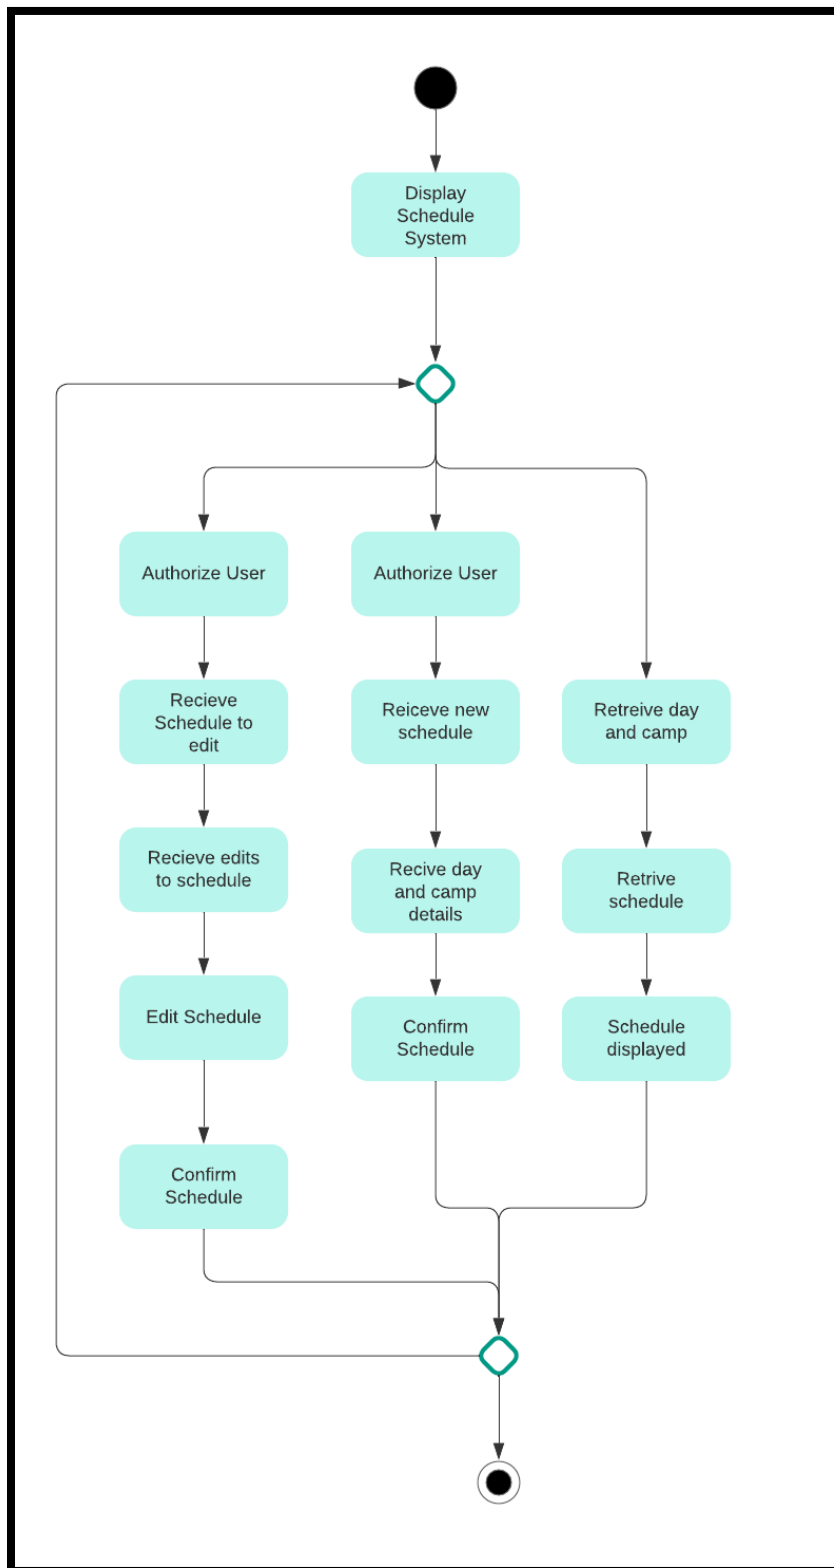 Display
Schedule
System
Authorize User
Authorize User
Recieve
Schedule to
edit
Reiceve new
schedule
Retreive day
and camp
Recieve edits
to schedule
Recive day
and camp
details
Retrive
schedule
Edit Schedule
Confirm
Schedule
Schedule
displayed
Confirm
Schedule